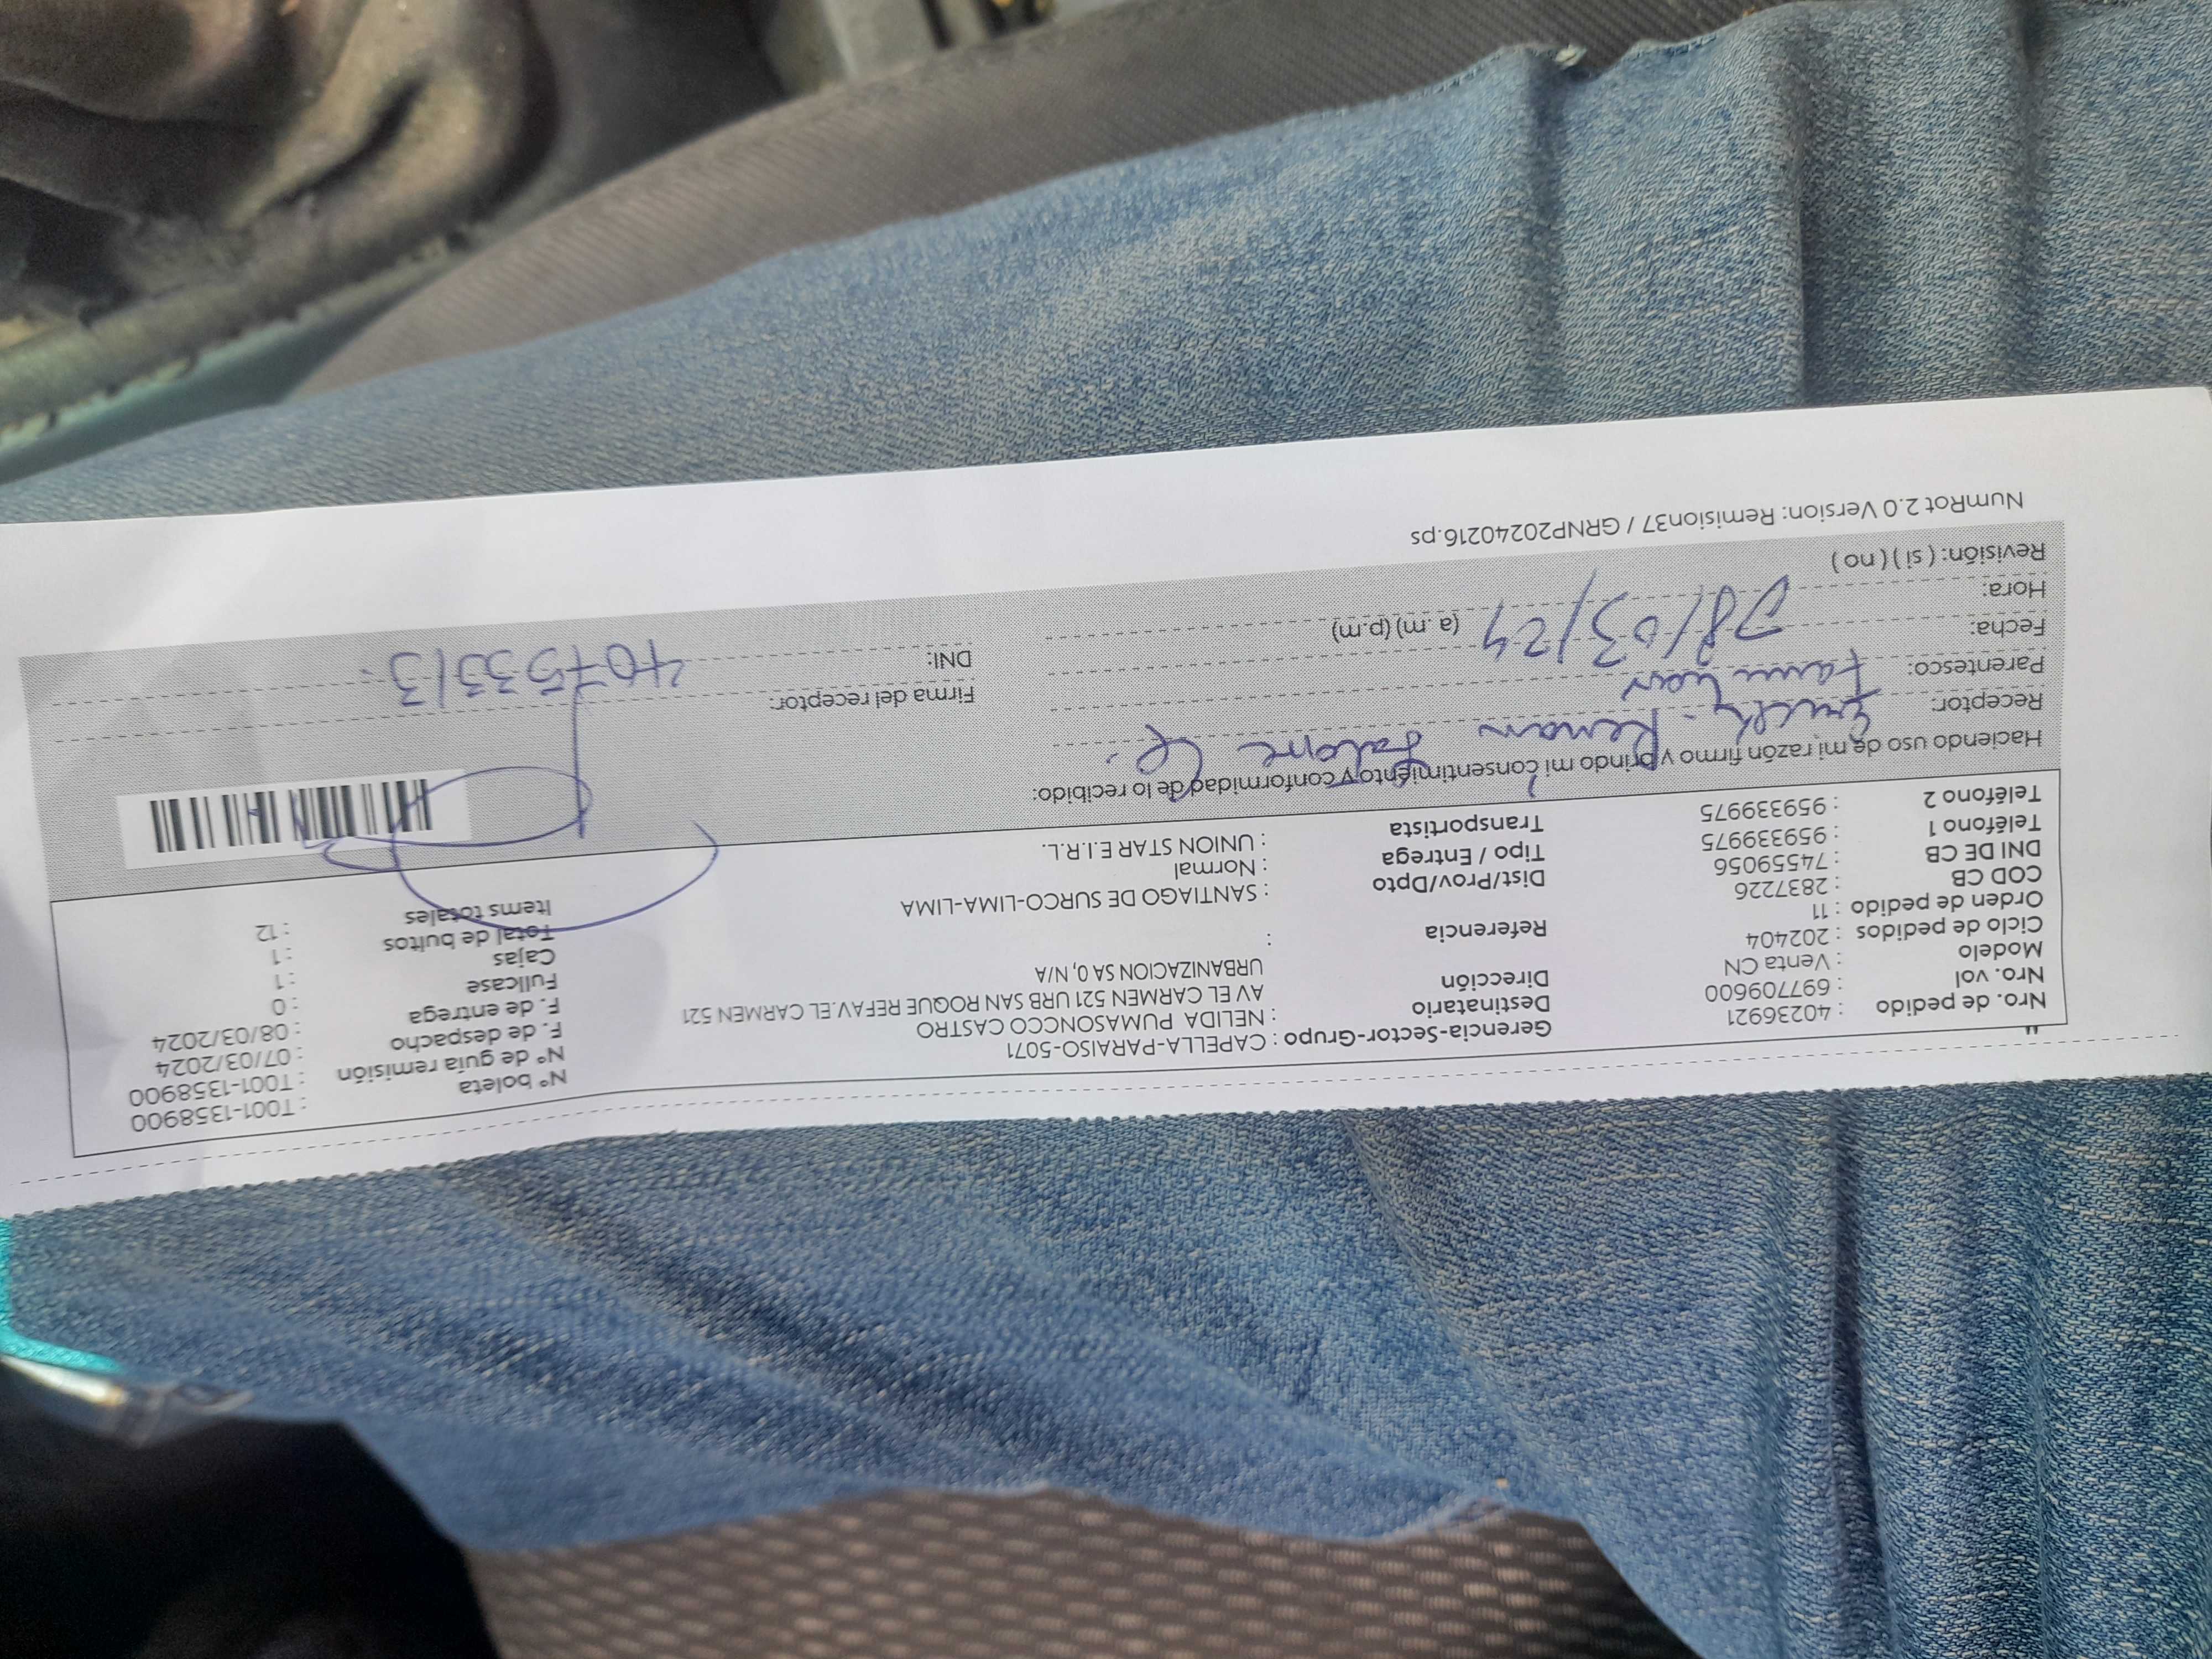 Nro. de pedido : 40236921
Nro. vol : 697709600
Modelo : Venta CN
Ciclo de pedidos : 202404
Orden de pedido : 11
COD CB : 2837226
DNI DE CB : 74559056
Teléfono 1 : 959339975
Teléfono 2 : 959339975
Gerencia-Sector-Grupo : CAPELLA-PARAISO-5071
Destinatario : NELIDA PUMASONCCO CASTRO
Dirección AV EL CARMEN 521 URB SAN ROQUE REFAV.EL CARMEN 521
URBANIZACION SA 0, N/A
Referencia :
Dist/Prov/Dpto : SANTIAGO DE SURCO-LIMA-LIMA
Tipo / Entrega : Normal
Transportista : UNION STAR E.I.R.L.
N° boleta : T001-1358900
N° de guía remisión : T001-1358900
F. de despacho : 07/03/2024
F. de entrega : 08/03/2024
Fullcase : 0
Cajas : 1
Total de bultos : 1
Items totales : 12
Haciendo uso de mi razón firmo y brindo mi consentimiento y conformidad de lo recibido:
Receptor:
Parentesco: Familiar
Fecha: 08/03/24
Hora: (a.m) (p.m)
Revisión: ( si ) ( no )
Firma del receptor:
DNI: 40753313
NumRot 2.0 Version: Remision37 / GRNP20240216.ps